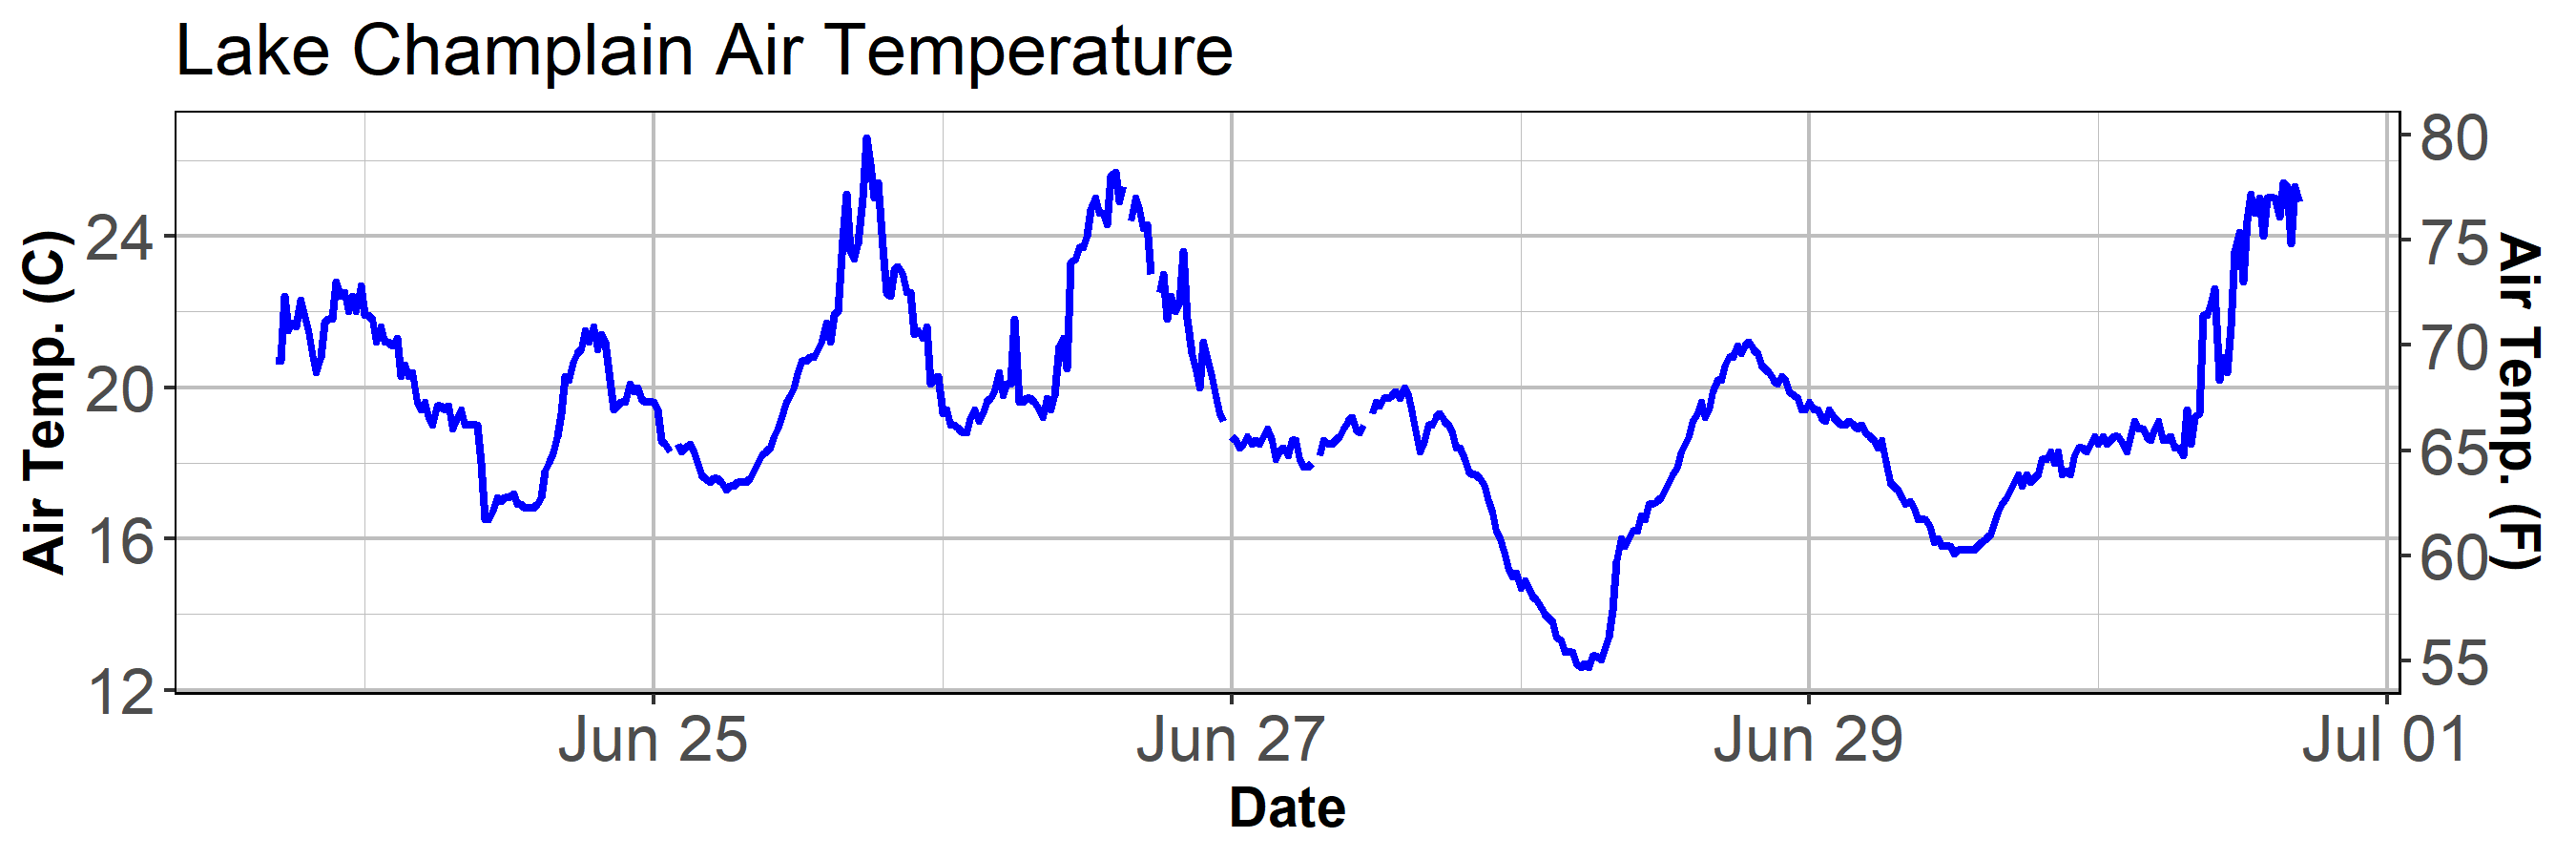 Lake Champlain Air Temperature
Air Temp. (C)
24
20
16
12
80
75
70
65
60
55
Air Temp. (F)
Jun 25
Jun 27
Jun 29
Jul 01
Date